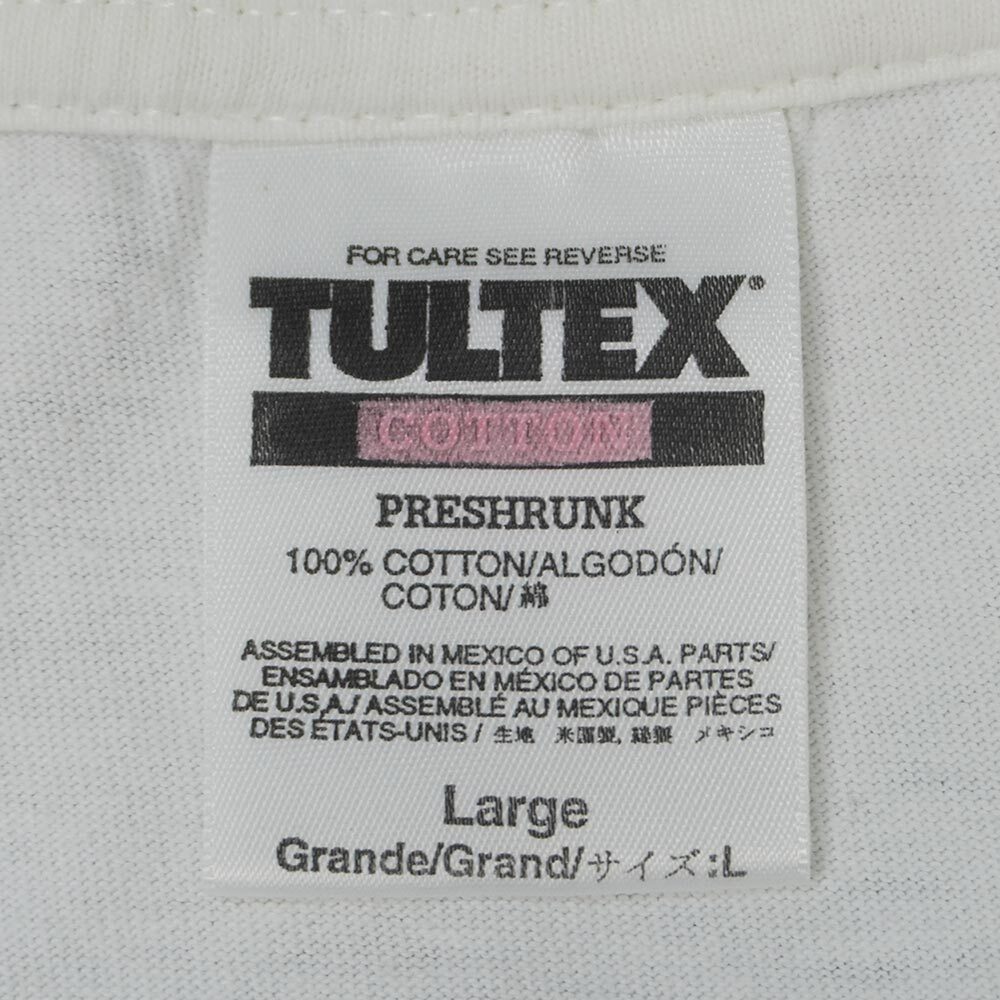 FOR CARE SEE REVERSE
TULTEX®
COTTON
PRESHRUNK
100% COTTON/ALGODÓN/
COTON/綿
ASSEMBLED IN MEXICO OF U.S.A. PARTS/
ENSAMBLADO EN MÉXICO DE PARTES
DE U.S.A./ ASSEMBLÉ AU MEXIQUE PIÈCES
DES ÉTATS-UNIS / 生地 米国製, 縫製 メキシコ
Large
Grande/Grand/サイズ:L